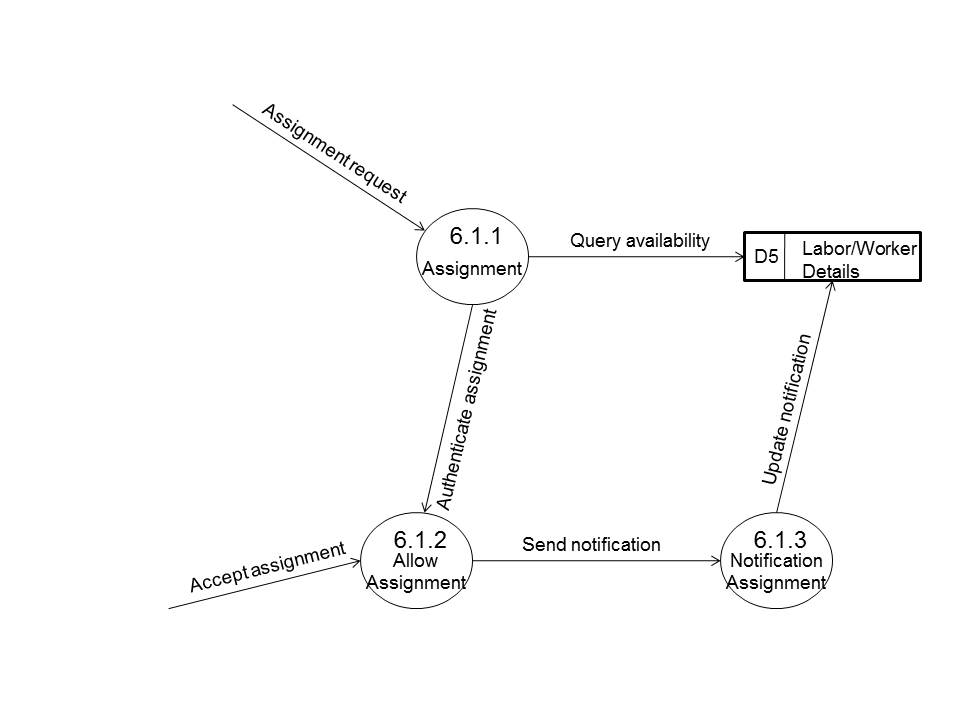 Assignment request
6.1.1
Assignment
Query availability
D5
Labor/Worker
Details
Authenticate assignment
Update notification
Accept assignment
6.1.2
Allow
Assignment
Send notification
6.1.3
Notification
Assignment